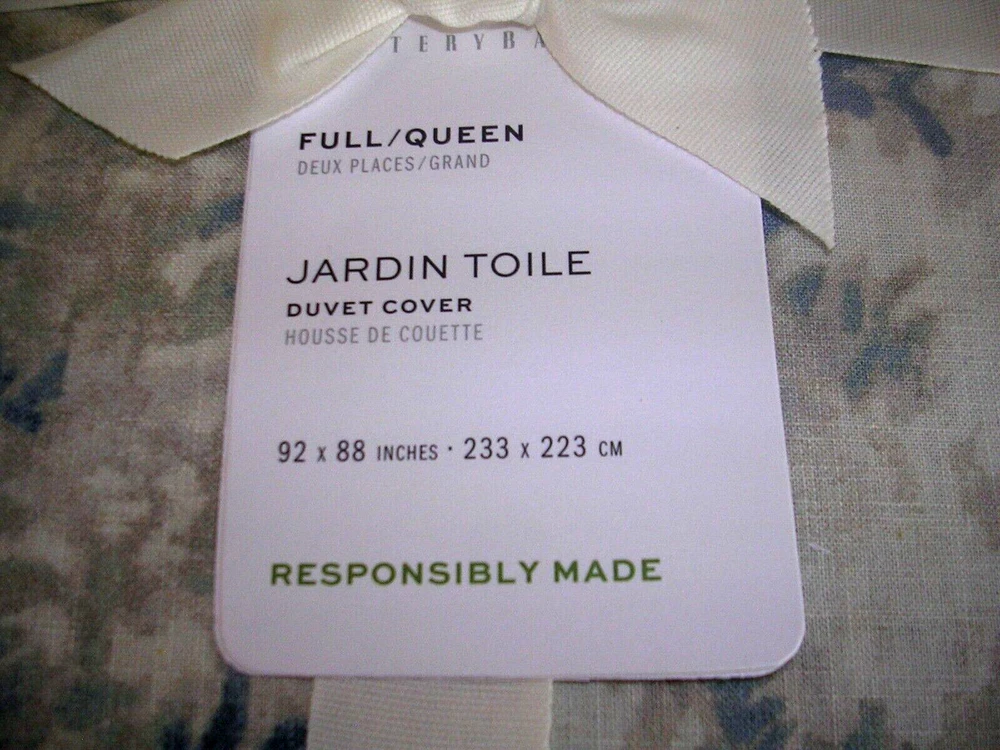 TERYBA
FULL/QUEEN
DEUX PLACES/GRAND
JARDIN TOILE
DUVET COVER
HOUSSE DE COUETTE
92 x 88 INCHES · 233 x 223 CM
RESPONSIBLY MADE